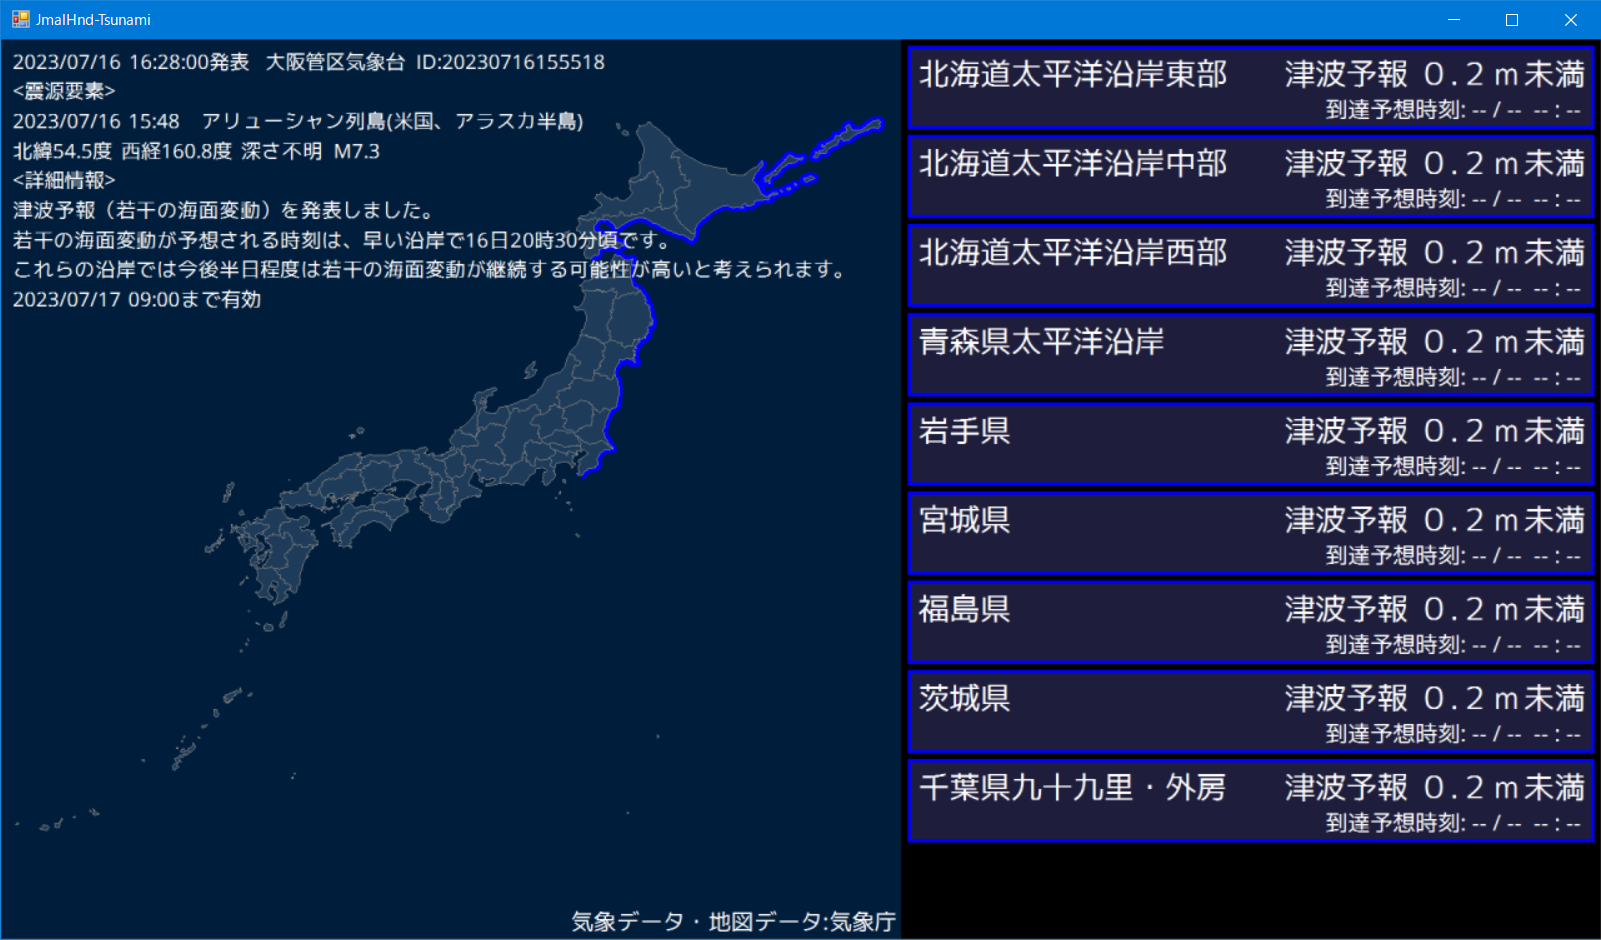 JmalHnd-Tsunami
2023/07/16 16:28:00発表 大阪管区気象台 ID:20230716155518
<震源要素>
2023/07/16 15:48 アリューシャン列島(米国、アラスカ半島)
北緯54.5度 西経160.8度 深さ不明 M7.3
<詳細情報>
津波予報（若干の海面変動）を発表しました。
若干の海面変動が予想される時刻は、早い沿岸で16日20時30分頃です。
これらの沿岸では今後半日程度は若干の海面変動が継続する可能性が高いと考えられます。
2023/07/17 09:00まで有効
気象データ・地図データ:気象庁
北海道太平洋沿岸東部 津波予報 ０.２ｍ未満
到達予想時刻: -- / -- -- : --
北海道太平洋沿岸中部 津波予報 ０.２ｍ未満
到達予想時刻: -- / -- -- : --
北海道太平洋沿岸西部 津波予報 ０.２ｍ未満
到達予想時刻: -- / -- -- : --
青森県太平洋沿岸 津波予報 ０.２ｍ未満
到達予想時刻: -- / -- -- : --
岩手県 津波予報 ０.２ｍ未満
到達予想時刻: -- / -- -- : --
宮城県 津波予報 ０.２ｍ未満
到達予想時刻: -- / -- -- : --
福島県 津波予報 ０.２ｍ未満
到達予想時刻: -- / -- -- : --
茨城県 津波予報 ０.２ｍ未満
到達予想時刻: -- / -- -- : --
千葉県九十九里・外房 津波予報 ０.２ｍ未満
到達予想時刻: -- / -- -- : --